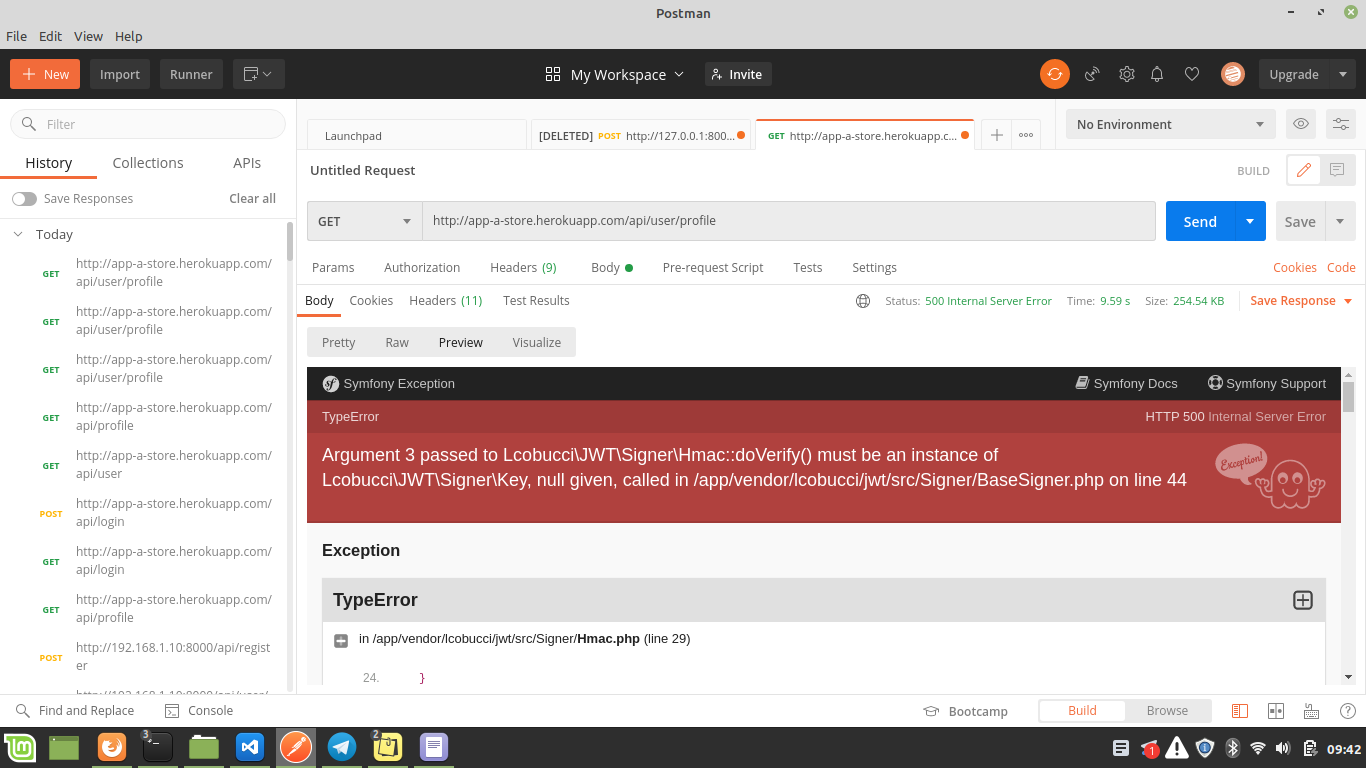 Postman
File Edit View Help
New Import Runner My Workspace Invite Upgrade
Filter
History Collections APIs
Save Responses Clear all
Today
GET http://app-a-store.herokuapp.com/
api/user/profile
GET http://app-a-store.herokuapp.com/
api/user/profile
GET http://app-a-store.herokuapp.com/
api/user/profile
GET http://app-a-store.herokuapp.com/
api/profile
GET http://app-a-store.herokuapp.com/
api/user
POST http://app-a-store.herokuapp.com/
api/login
GET http://app-a-store.herokuapp.com/
api/login
GET http://app-a-store.herokuapp.com/
api/profile
POST http://192.168.1.10:8000/api/regist
er
Launchpad [DELETED] POST http://127.0.0.1:800... GET http://app-a-store.herokuapp.c... No Environment
Untitled Request BUILD
GET http://app-a-store.herokuapp.com/api/user/profile Send Save
Params Authorization Headers (9) Body Pre-request Script Tests Settings Cookies Code
Body Cookies Headers (11) Test Results Status: 500 Internal Server Error Time: 9.59 s Size: 254.54 KB Save Response
Pretty Raw Preview Visualize
sf Symfony Exception Symfony Docs Symfony Support
TypeError HTTP 500 Internal Server Error
Argument 3 passed to Lcobucci\JWT\Signer\Hmac::doVerify() must be an instance of
Lcobucci\JWT\Signer\Key, null given, called in /app/vendor/lcobucci/jwt/src/Signer/BaseSigner.php on line 44
Exception!
Exception
TypeError
in /app/vendor/lcobucci/jwt/src/Signer/Hmac.php (line 29)
24. }
Find and Replace Console Bootcamp Build Browse
3 2 1 09:42